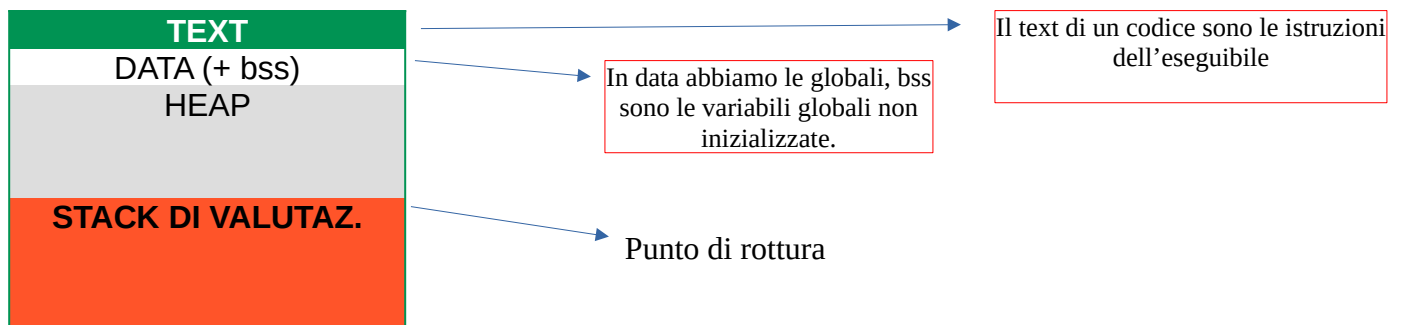 TEXT
DATA (+ bss)
HEAP
STACK DI VALUTAZ.
In data abbiamo le globali, bss
sono le variabili globali non
inizializzate.
Punto di rottura
Il text di un codice sono le istruzioni
dell’eseguibile